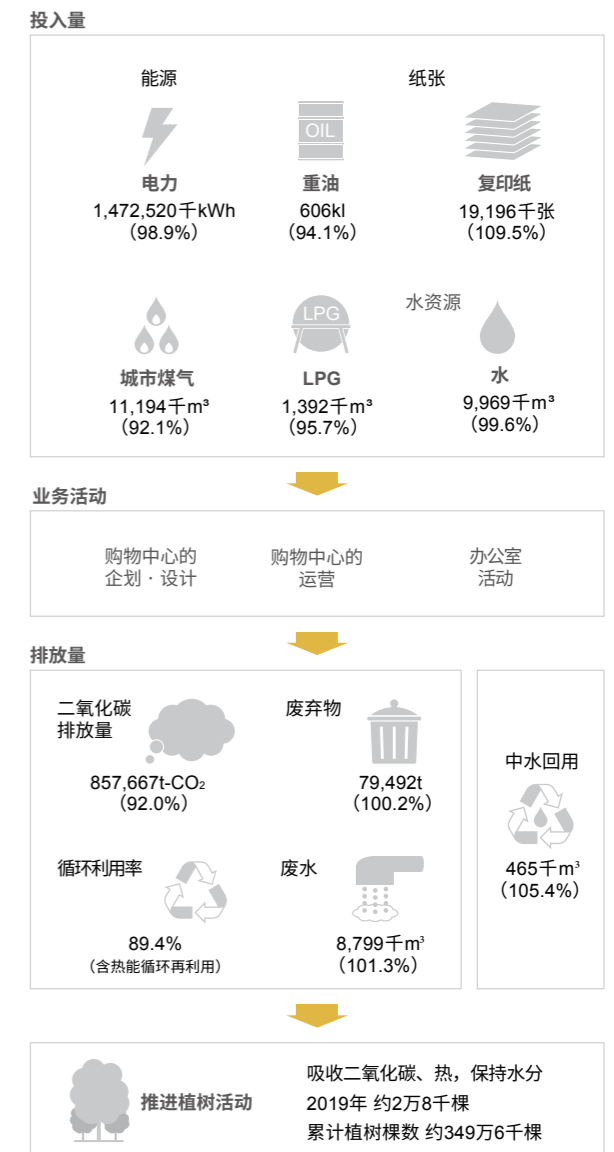 投入量
能源
纸张
OIL
电力
重油
复印纸
1,472,520千kWh
606kl
19,196千张
（98.9%）
（94.1%）
（109.5%）
水资源
LPG
城市煤气
LPG
水
11,194千m³
1,392千m³
9,969千m³
（92.1%）
（95.7%）
（99.6%）
业务活动
购物中心的
企划·设计
购物中心的
运营
办公室
活动
排放量
二氧化碳
排放量
857,667t-CO₂
（92.0%）
废弃物
79,492t
（100.2%）
循环利用率
89.4%
（含热能循环再利用）
废水
8,799千m³
（101.3%）
中水回用
465千m³
（105.4%）
推进植树活动
吸收二氧化碳、热，保持水分
2019年 约2万8千棵
累计植树棵数 约349万6千棵